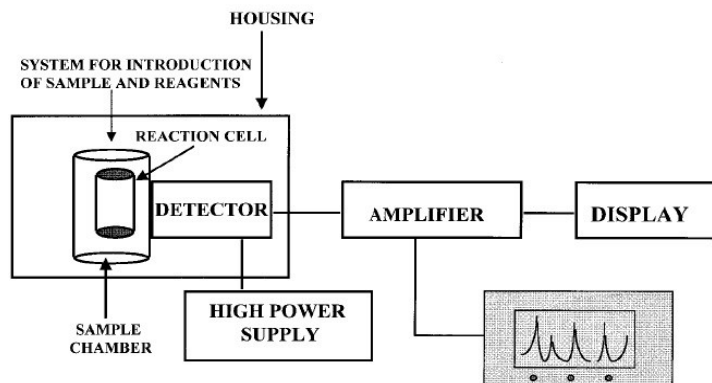 HOUSING
SYSTEM FOR INTRODUCTION
OF SAMPLE AND REAGENTS
REACTION CELL
DETECTOR
AMPLIFIER
DISPLAY
HIGH POWER
SUPPLY
SAMPLE
CHAMBER